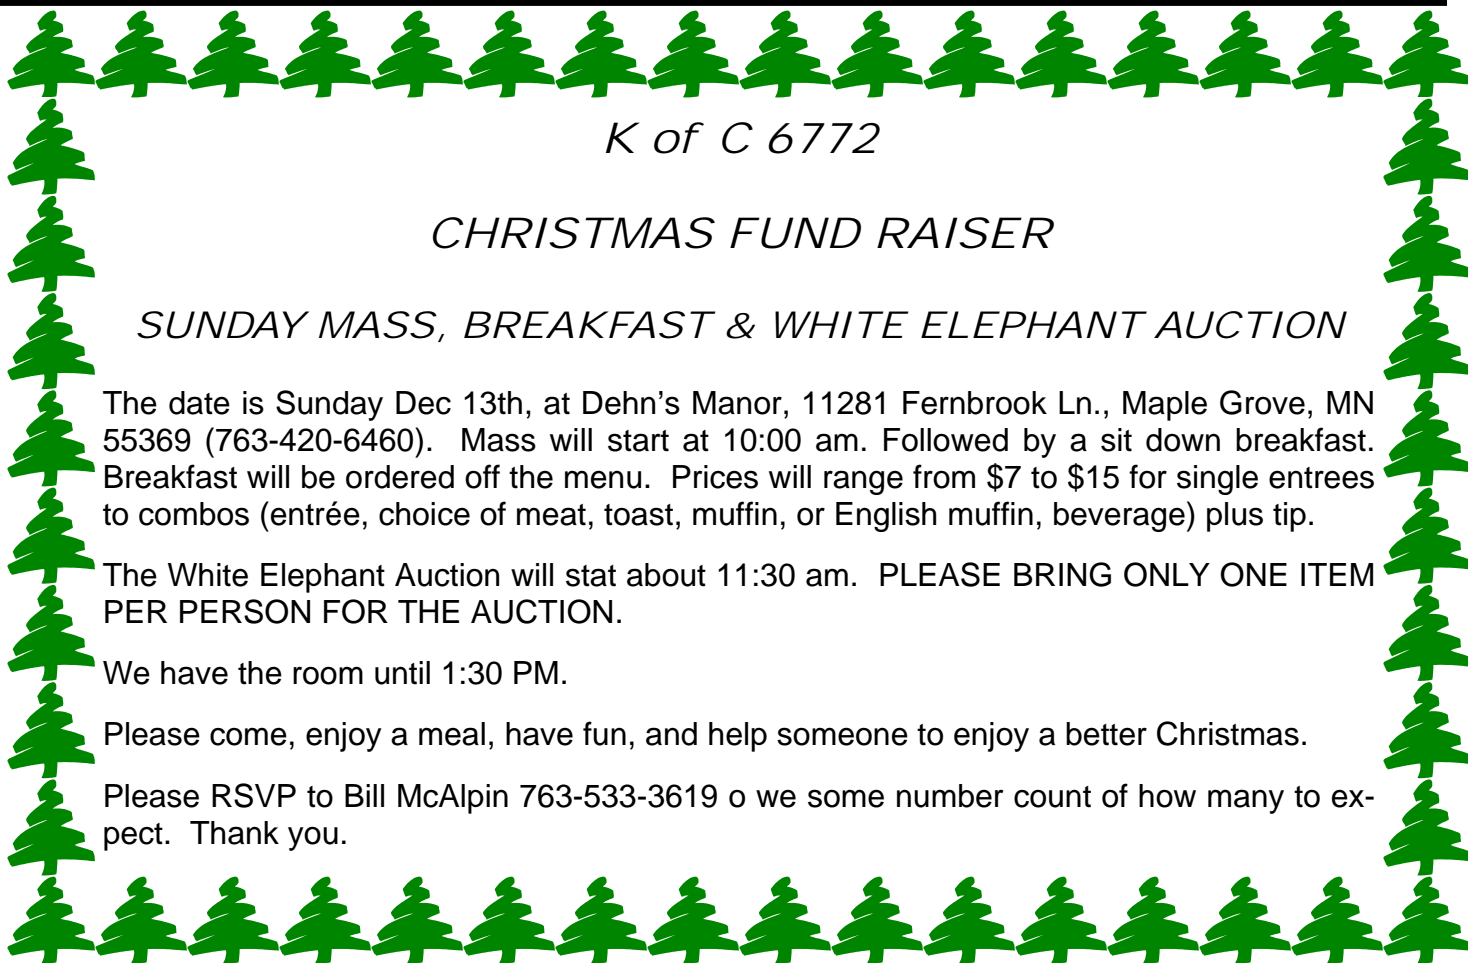 K of C 6772
CHRISTMAS FUND RAISER
SUNDAY MASS, BREAKFAST & WHITE ELEPHANT AUCTION
The date is Sunday Dec 13th, at Dehn’s Manor, 11281 Fernbrook Ln., Maple Grove, MN
55369 (763-420-6460).  Mass will start at 10:00 am. Followed by a sit down breakfast.
Breakfast will be ordered off the menu.  Prices will range from $7 to $15 for single entrees
to combos (entrée, choice of meat, toast, muffin, or English muffin, beverage) plus tip.
The White Elephant Auction will stat about 11:30 am.  PLEASE BRING ONLY ONE ITEM
PER PERSON FOR THE AUCTION.
We have the room until 1:30 PM.
Please come, enjoy a meal, have fun, and help someone to enjoy a better Christmas.
Please RSVP to Bill McAlpin 763-533-3619 o we some number count of how many to ex-
pect.  Thank you.